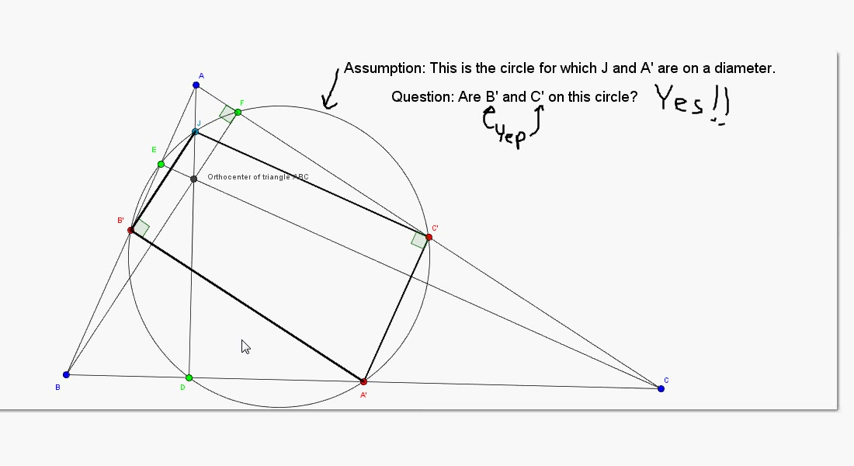 Assumption: This is the circle for which J and A' are on a diameter.
Question: Are B' and C' on this circle? Yes!!
yep
A
F
J
E
Orthocenter of triangle ABC
B'
C'
B
D
A'
C